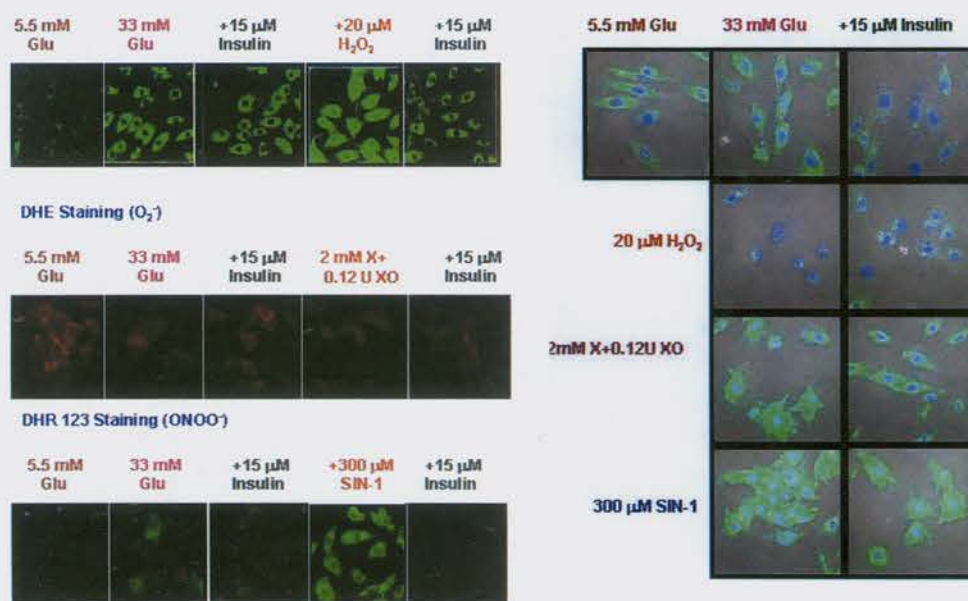 5.5 mM 33 mM +15 µM +20 µM +15 µM
Glu Glu Insulin H₂O₂ Insulin
DHE Staining (O₂⁻)
5.5 mM 33 mM +15 µM 2 mM X+ +15 µM
Glu Glu Insulin 0.12 U XO Insulin
DHR 123 Staining (ONOO⁻)
5.5 mM 33 mM +15 µM +300 µM +15 µM
Glu Glu Insulin SIN-1 Insulin
5.5 mM Glu 33 mM Glu +15 µM Insulin
20 µM H₂O₂
2mM X+0.12U XO
300 µM SIN-1